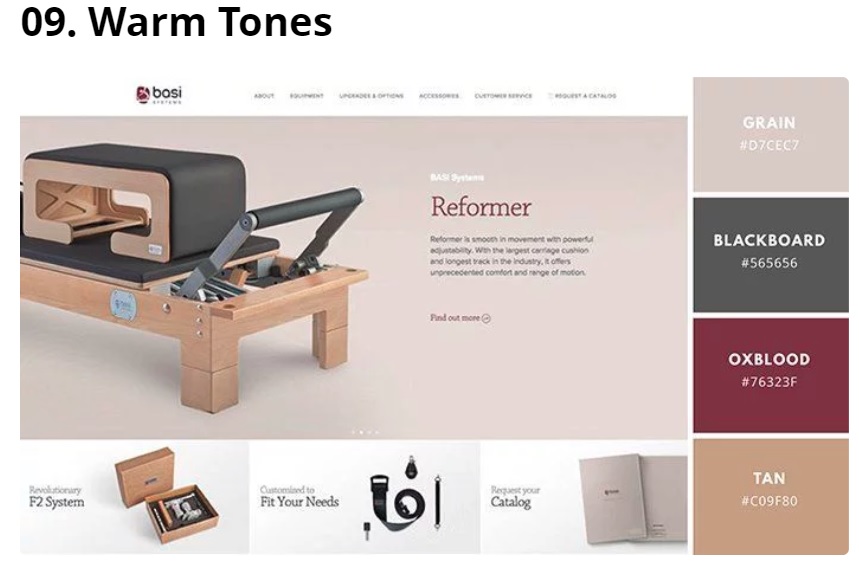 09. Warm Tones
basi
SYSTEMS
ABOUT EQUIPMENT UPGRADES & OPTIONS ACCESSORIES CUSTOMER SERVICE REQUEST A CATALOG
BASI Systems
Reformer
Reformer is smooth in movement with powerful
adjustability. With the largest carriage cushion
and longest track in the industry, it offers
unprecedented comfort and range of motion.
Find out more
Revolutionary
F2 System
Customized to
Fit Your Needs
Request your
Catalog
GRAIN
#D7CEC7
BLACKBOARD
#565656
OXBLOOD
#76323F
TAN
#C09F80